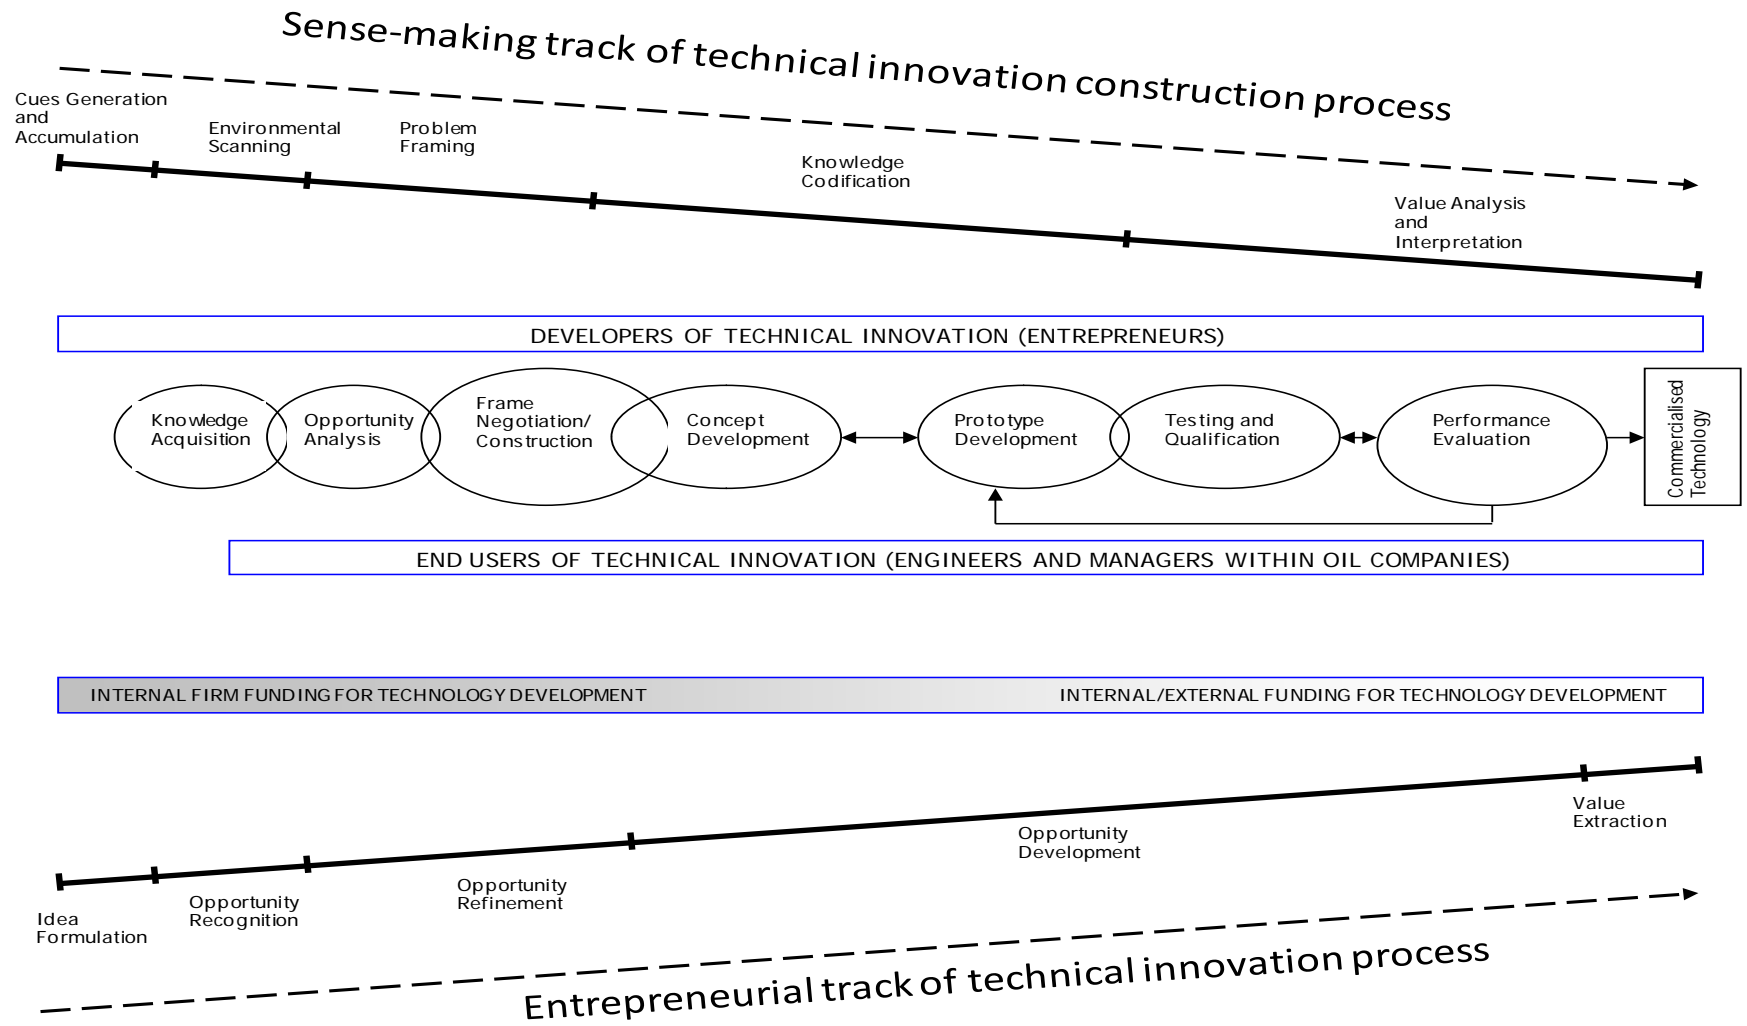 Sense-making track of technical innovation construction process
Cues Generation
and
Accumulation
Environmental
Scanning
Problem
Framing
Knowledge
Codification
Value Analysis
and
Interpretation
DEVELOPERS OF TECHNICAL INNOVATION (ENTREPRENEURS)
Knowledge
Acquisition
Opportunity
Analysis
Frame
Negotiation/
Construction
Concept
Development
Prototype
Development
Testing and
Qualification
Performance
Evaluation
Commercialised
Technology
END USERS OF TECHNICAL INNOVATION (ENGINEERS AND MANAGERS WITHIN OIL COMPANIES)
INTERNAL FIRM FUNDING FOR TECHNOLOGY DEVELOPMENT
INTERNAL/EXTERNAL FUNDING FOR TECHNOLOGY DEVELOPMENT
Idea
Formulation
Opportunity
Recognition
Opportunity
Refinement
Opportunity
Development
Value
Extraction
Entrepreneurial track of technical innovation process